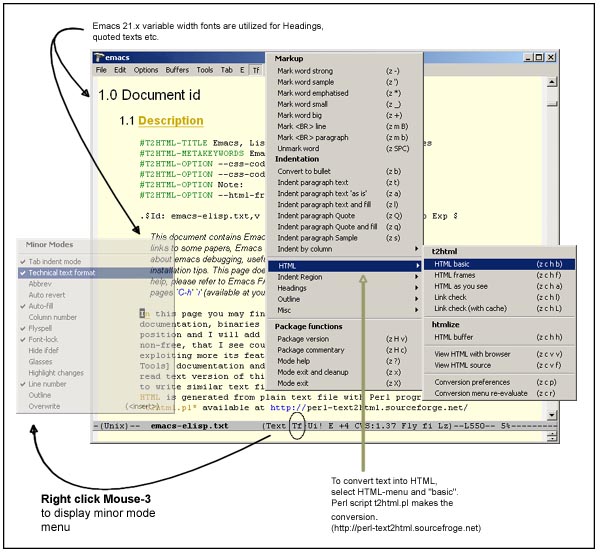 Emacs 21.x variable width fonts are utilized for Headings,
quoted texts etc.
emacs
File Edit Options Buffers Tools Tab E Tf
1.0 Document id
1.1 Description
#T2HTML-TITLE Emacs, Lis
#T2HTML-METAKEYWORDS Ema
#T2HTML-OPTION --css-cod
#T2HTML-OPTION --css-cod
#T2HTML-OPTION Note:
#T2HTML-OPTION --html-fr
.$Id: emacs-elisp.txt,v
Exp $
This document contains Emac
links to some papers, Emacs
about emacs debugging, usefu
installation tips. This page doe
help, please refer to Emacs FA
pages `C-h' `i' (available at you
In this page you may fin
documentation, binaries
position and I will add
non-free, that I see cou
exploiting more its featu
Tools] documentation and
read text version of this
to write similar text fi
HTML is generated from plain text file with Perl progr
html.pl* available at http://perl-text2html.sourceforge.net/
-(Unix)-- emacs-elisp.txt (Text Tf Ui! E +4 CVS:1.37 Fly fi Lz)--L550-- 5%
Markup
Mark word strong (z -)
Mark word sample (z ')
Mark word emphatised (z *)
Mark word small (z _)
Mark word big (z +)
Mark <BR> line (z m B)
Mark <BR> paragraph (z m b)
Unmark word (z SPC)
Indentation
Convert to bullet (z b)
Indent paragraph text (z t)
Indent paragraph text 'as is' (z a)
Indent paragraph text and fill (z l)
Indent paragraph Quote (z Q)
Indent paragraph Quote and fill (z q)
Indent paragraph Sample (z s)
Indent by column
HTML
Indent Region
Headings
Outline
Misc
Package functions
Package version (z H v)
Package commentary (z H c)
Mode help (z ?)
Mode exit and cleanup (z x)
Mode exit (z X)
t2html
HTML basic (z c h b)
HTML frames (z c h f)
HTML as you see (z c h a)
Link check (z c h l)
Link check (with cache) (z c h L)
htmlize
HTML buffer (z c h h)
View HTML with browser (z c v v)
View HTML source (z c v f)
Conversion preferences (z c p)
Conversion menu re-evaluate (z c r)
Minor Modes
Tab indent mode
Technical text format
Abbrev
Auto revert
Auto-fill
Column number
Flyspell
Font-lock
Hide ifdef
Glasses
Highlight changes
Line number
Outline
Overwrite (<insert>)
Right click Mouse-3
to display minor mode
menu
To convert text into HTML,
select HTML-menu and "basic".
Perl script t2html.pl makes the
conversion.
(http://perl-text2html.sourcefroge.net)